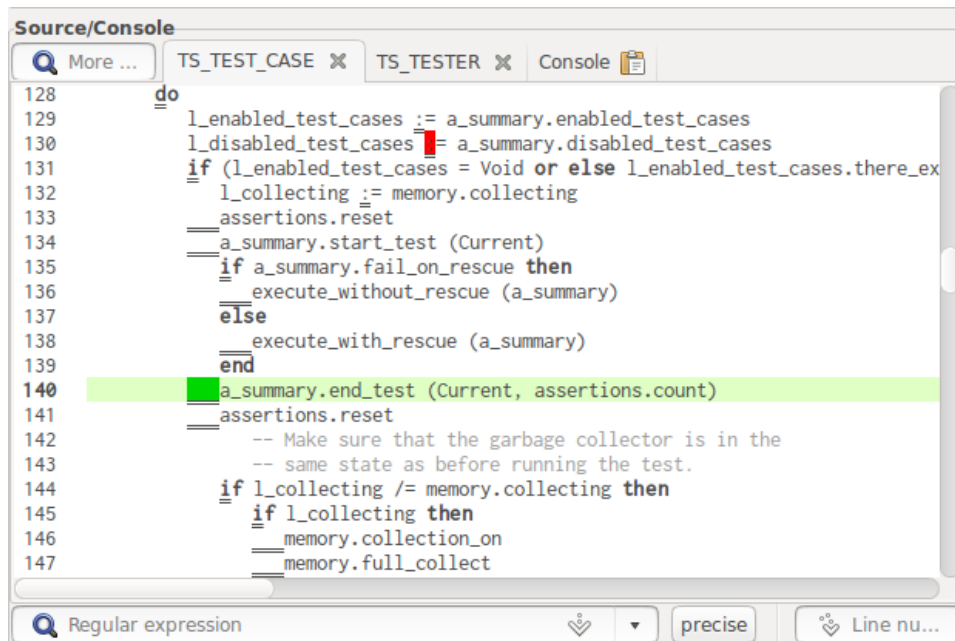 Source/Console
More ... TS_TEST_CASE TS_TESTER Console
128 do
129 l_enabled_test_cases := a_summary.enabled_test_cases
130 l_disabled_test_cases := a_summary.disabled_test_cases
131 if (l_enabled_test_cases = Void or else l_enabled_test_cases.there_ex
132 l_collecting := memory.collecting
133 assertions.reset
134 a_summary.start_test (Current)
135 if a_summary.fail_on_rescue then
136 execute_without_rescue (a_summary)
137 else
138 execute_with_rescue (a_summary)
139 end
140 a_summary.end_test (Current, assertions.count)
141 assertions.reset
142 -- Make sure that the garbage collector is in the
143 -- same state as before running the test.
144 if l_collecting /= memory.collecting then
145 if l_collecting then
146 memory.collection_on
147 memory.full_collect
Regular expression precise Line nu...